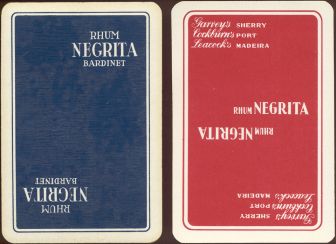 RHUM
NEGRITA
BARDINET
RHUM
NEGRITA
BARDINET
Garvey's SHERRY
Cockburn's PORT
Leacock's MADEIRA
RHUM NEGRITA
RHUM NEGRITA
Garvey's SHERRY
Cockburn's PORT
Leacock's MADEIRA